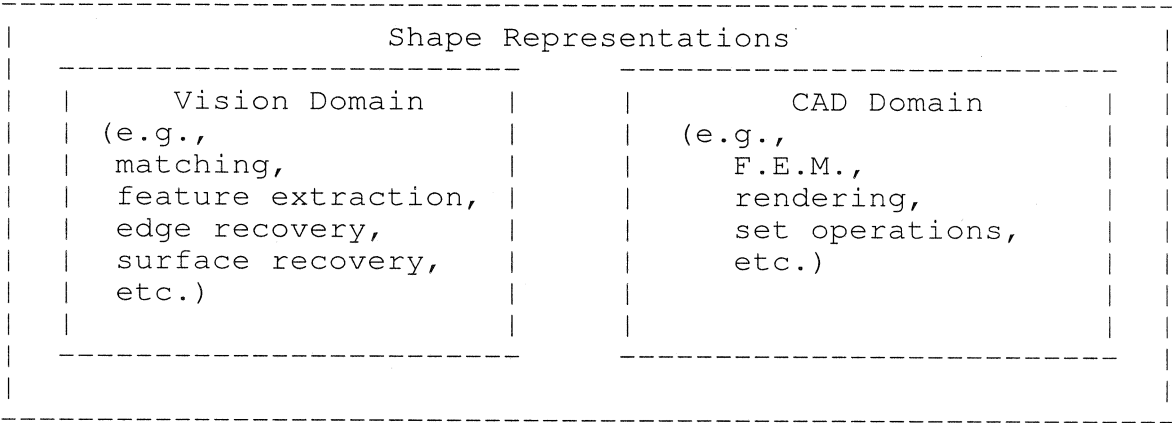 Shape Representations
Vision Domain
(e.g.,
matching,
feature extraction,
edge recovery,
surface recovery,
etc.)
CAD Domain
(e.g.,
F.E.M.,
rendering,
set operations,
etc.)